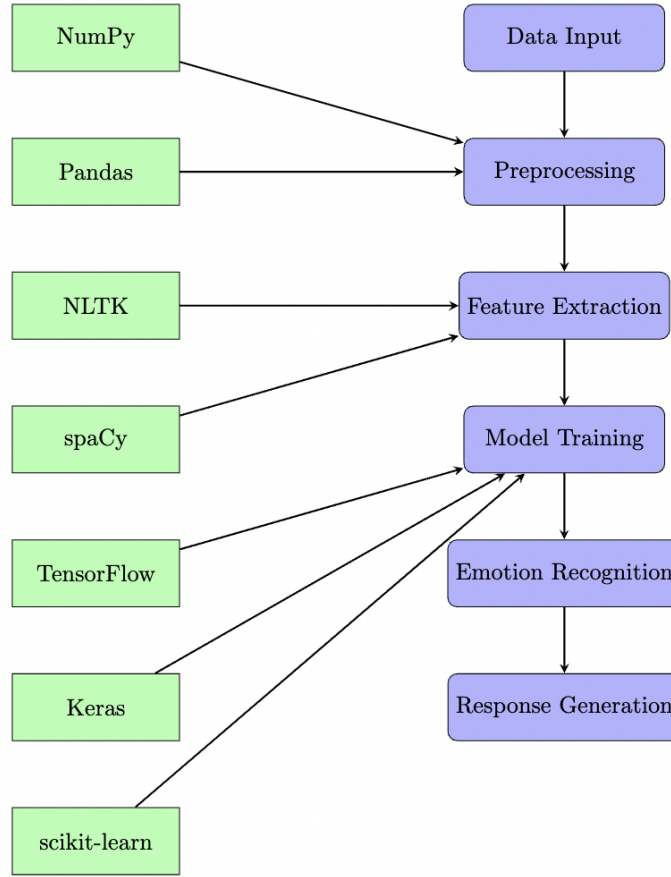 NumPy
Data Input
Pandas
Preprocessing
NLTK
Feature Extraction
spaCy
Model Training
TensorFlow
Emotion Recognition
Keras
Response Generation
scikit-learn